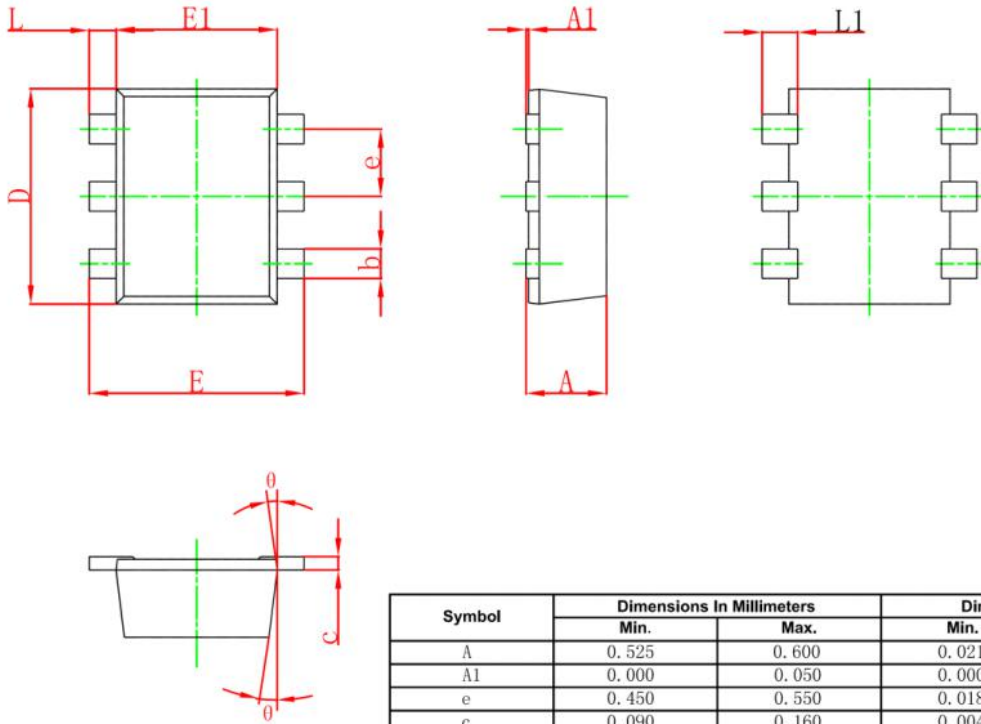 L E1 A1 L1
D e b
E A
θ
c
θ
Symbol Dimensions In Millimeters
Min. Max. Min.
A 0.525 0.600
A1 0.000 0.050
e 0.450 0.550
c 0.090 0.160